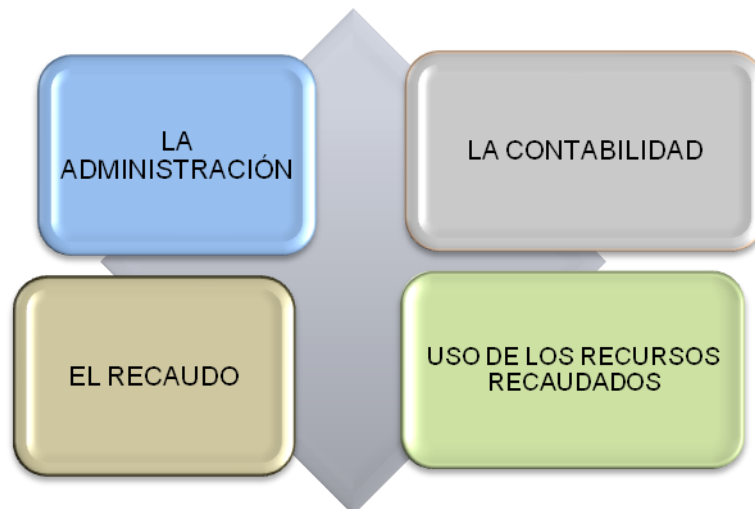 LA
ADMINISTRACIÓN
LA CONTABILIDAD
EL RECAUDO
USO DE LOS RECURSOS
RECAUDADOS